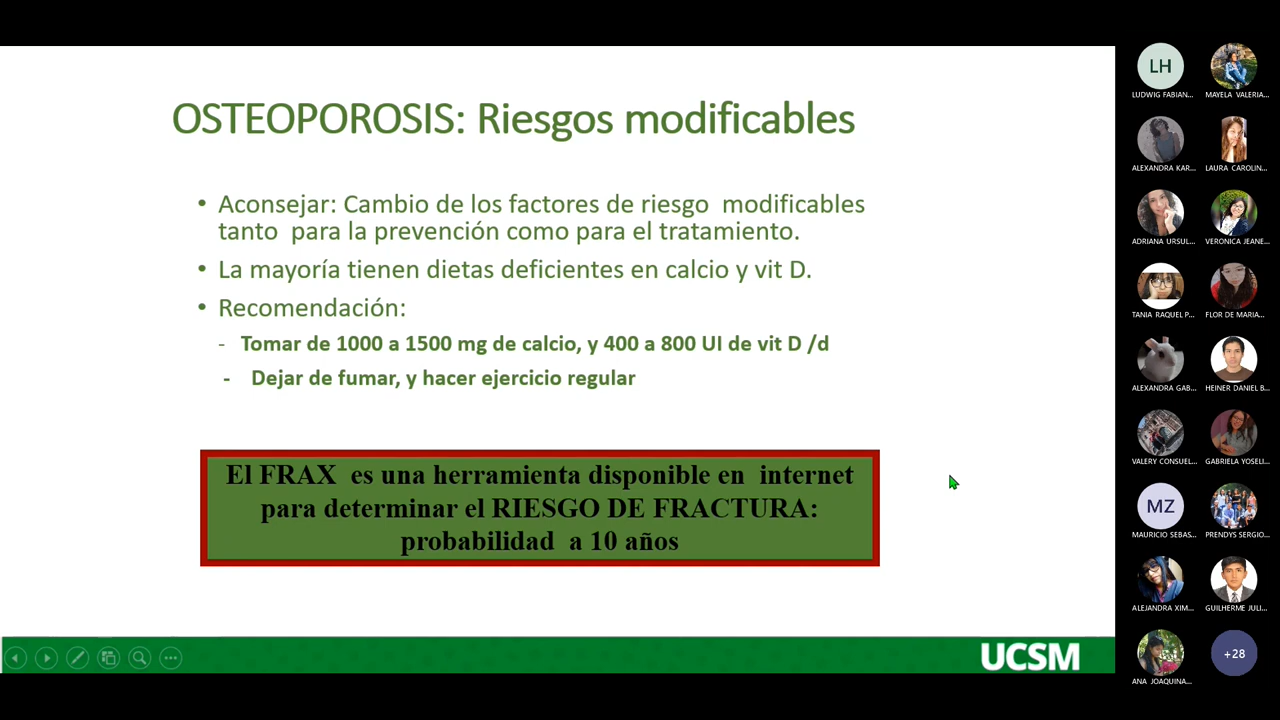 OSTEOPOROSIS: Riesgos modificables
• Aconsejar: Cambio de los factores de riesgo modificables
tanto para la prevención como para el tratamiento.
• La mayoría tienen dietas deficientes en calcio y vit D.
• Recomendación:
- Tomar de 1000 a 1500 mg de calcio, y 400 a 800 UI de vit D /d
- Dejar de fumar, y hacer ejercicio regular
El FRAX es una herramienta disponible en internet
para determinar el RIESGO DE FRACTURA:
probabilidad a 10 años
UCSM
LH
LUDWIG FABIAN...
MAYELA VALERIA...
ALEXANDRA KAR...
LAURA CAROLIN...
ADRIANA URSUL...
VERONICA JEANE...
TANIA RAQUEL P...
FLOR DE MARIA...
ALEXANDRA GAB...
HEINER DANIEL B...
VALERY CONSUEL...
GABRIELA YOSELI...
MZ
MAURICIO SEBAS...
PRENDYS SERGIO...
ALEJANDRA XIM...
GUILHERME JULI...
ANA JOAQUINA...
+28